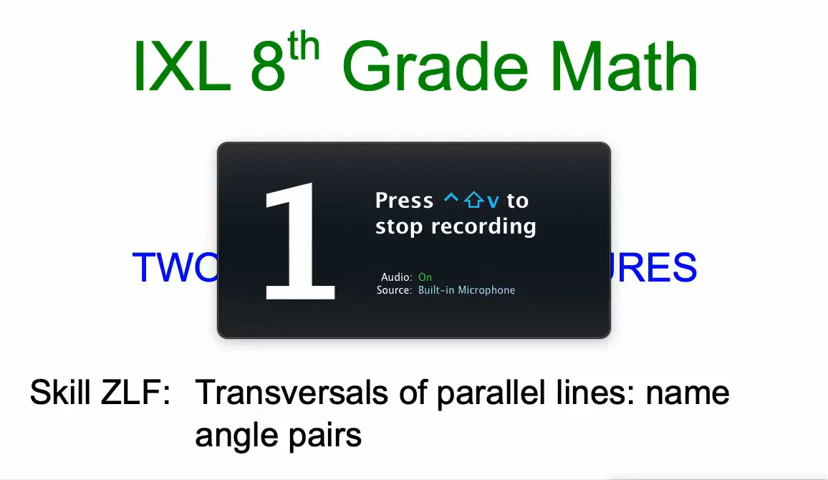 IXL 8th Grade Math
1
Press ^⇧v to
stop recording
Audio: On
Source: Built-in Microphone
TWO URES
Skill ZLF: Transversals of parallel lines: name
angle pairs